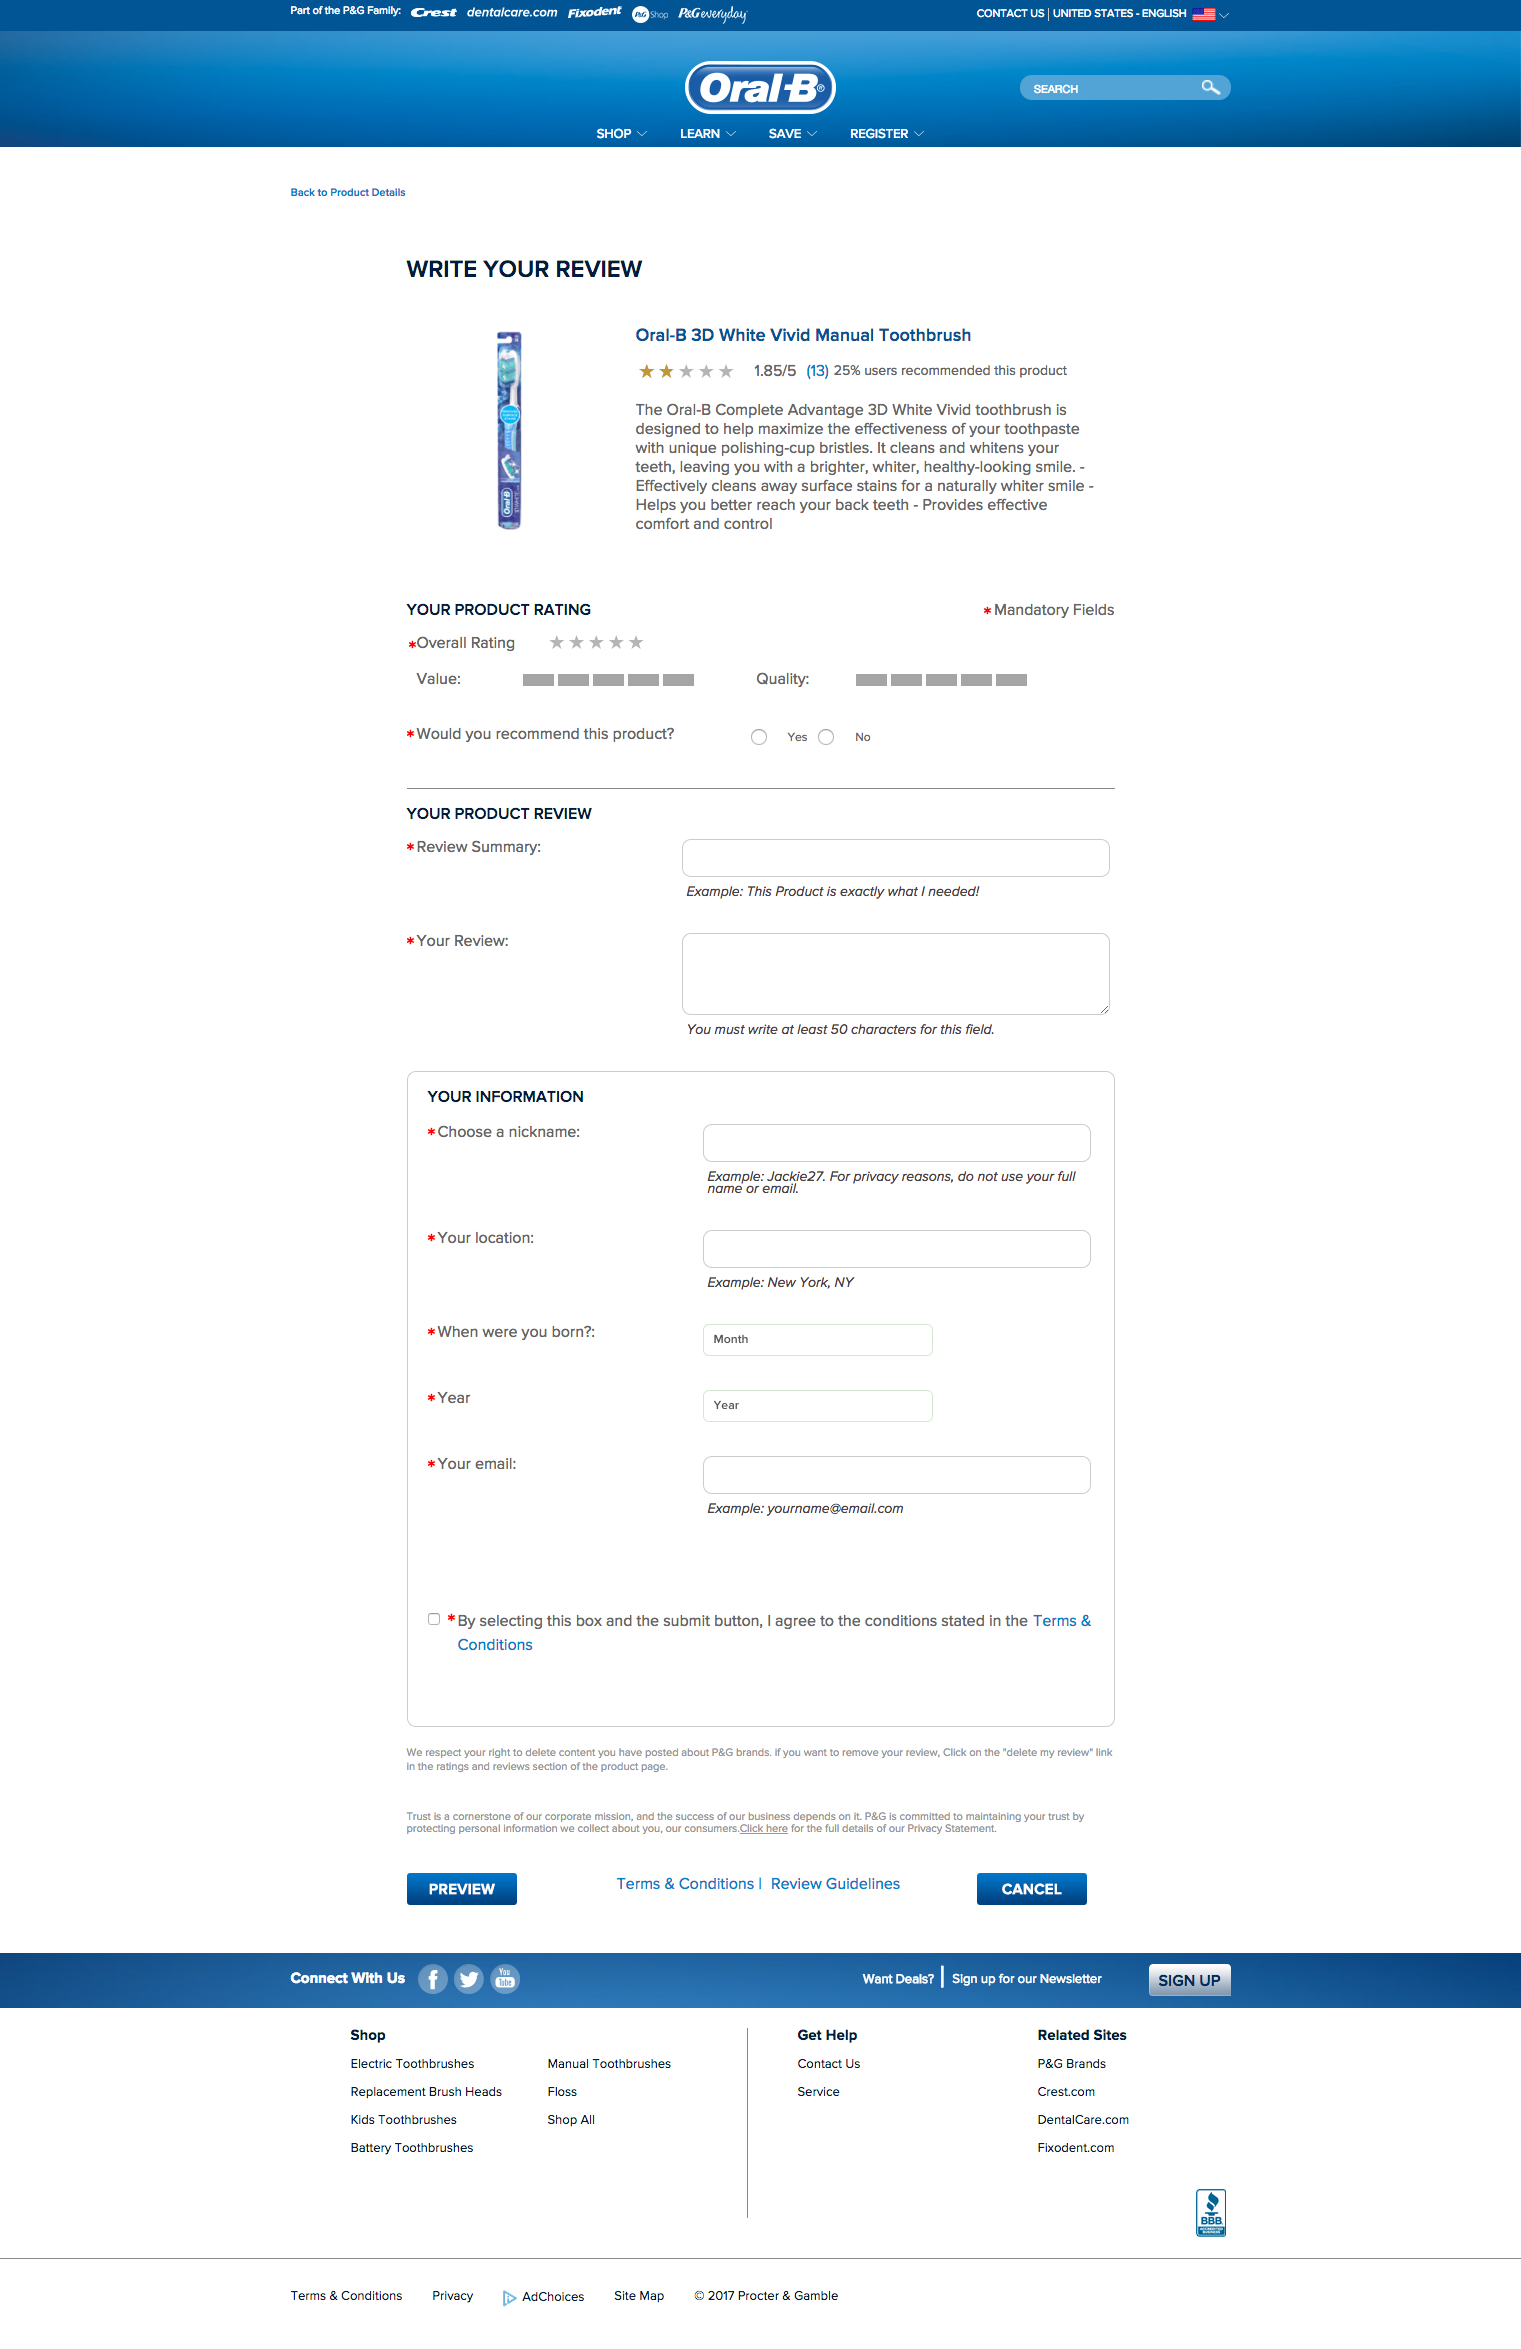 Part of the P&G Family: Crest dentalcare.com Fixodent P&G Shop P&G everyday
CONTACT US | UNITED STATES - ENGLISH
Oral-B®
SEARCH
SHOP LEARN SAVE REGISTER
Back to Product Details
WRITE YOUR REVIEW
Oral-B 3D White Vivid Manual Toothbrush
1.85/5 (13) 25% users recommended this product
The Oral-B Complete Advantage 3D White Vivid toothbrush is
designed to help maximize the effectiveness of your toothpaste
with unique polishing-cup bristles. It cleans and whitens your
teeth, leaving you with a brighter, whiter, healthy-looking smile. -
Effectively cleans away surface stains for a naturally whiter smile -
Helps you better reach your back teeth - Provides effective
comfort and control
Oral-B
YOUR PRODUCT RATING
* Mandatory Fields
*Overall Rating
Value:
Quality:
*Would you recommend this product?
Yes
No
YOUR PRODUCT REVIEW
*Review Summary:
Example: This Product is exactly what I needed!
*Your Review:
You must write at least 50 characters for this field.
YOUR INFORMATION
*Choose a nickname:
Example: Jackie27. For privacy reasons, do not use your full
name or email.
*Your location:
Example: New York, NY
*When were you born?:
Month
*Year
Year
*Your email:
Example: yourname@email.com
*By selecting this box and the submit button, I agree to the conditions stated in the Terms &
Conditions
We respect your right to delete content you have posted about P&G brands. if you want to remove your review, Click on the "delete my review" link
in the ratings and reviews section of the product page.
Trust is a cornerstone of our corporate mission, and the success of our business depends on it. P&G is committed to maintaining your trust by
protecting personal information we collect about you, our consumers.Click here for the full details of our Privacy Statement.
PREVIEW
Terms & Conditions | Review Guidelines
CANCEL
Connect With Us
You Tube
Want Deals? | Sign up for our Newsletter
SIGN UP
Shop
Electric Toothbrushes
Replacement Brush Heads
Kids Toothbrushes
Battery Toothbrushes
Manual Toothbrushes
Floss
Shop All
Get Help
Contact Us
Service
Related Sites
P&G Brands
Crest.com
DentalCare.com
Fixodent.com
BBB
ACCREDITED
BUSINESS
Terms & Conditions Privacy AdChoices Site Map © 2017 Procter & Gamble